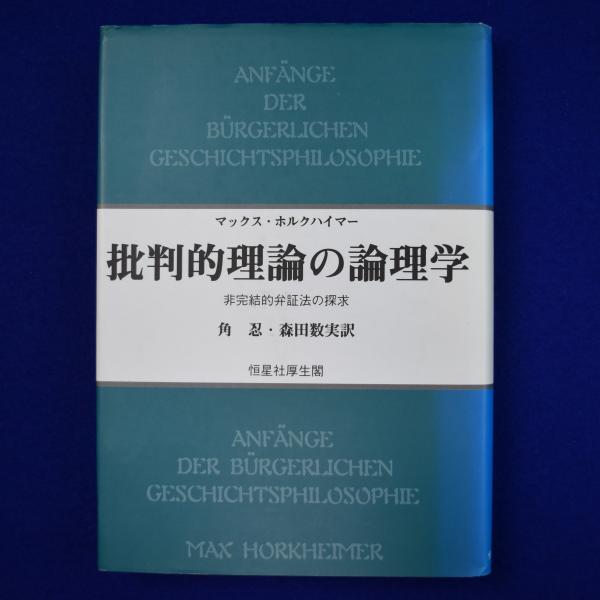 ANFÄNGE
DER
BÜRGERLICHEN
GESCHICHTSPHILOSOPHIE
マックス・ホルクハイマー
批判的理論の論理学
非完結的弁証法の探求
角 忍・森田数実訳
恒星社厚生閣
ANFÄNGE
DER BÜRGERLICHEN
GESCHICHTSPHILOSOPHIE
MAX HORKHEIMER